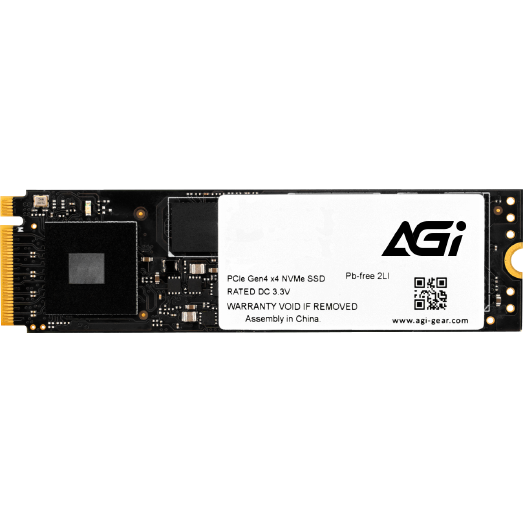 AGi
PCIe Gen4 x4 NVMe SSD
Pb-free 2LI
RATED DC 3.3V
WARRANTY VOID IF REMOVED
Assembly in China.
www.agi-gear.com